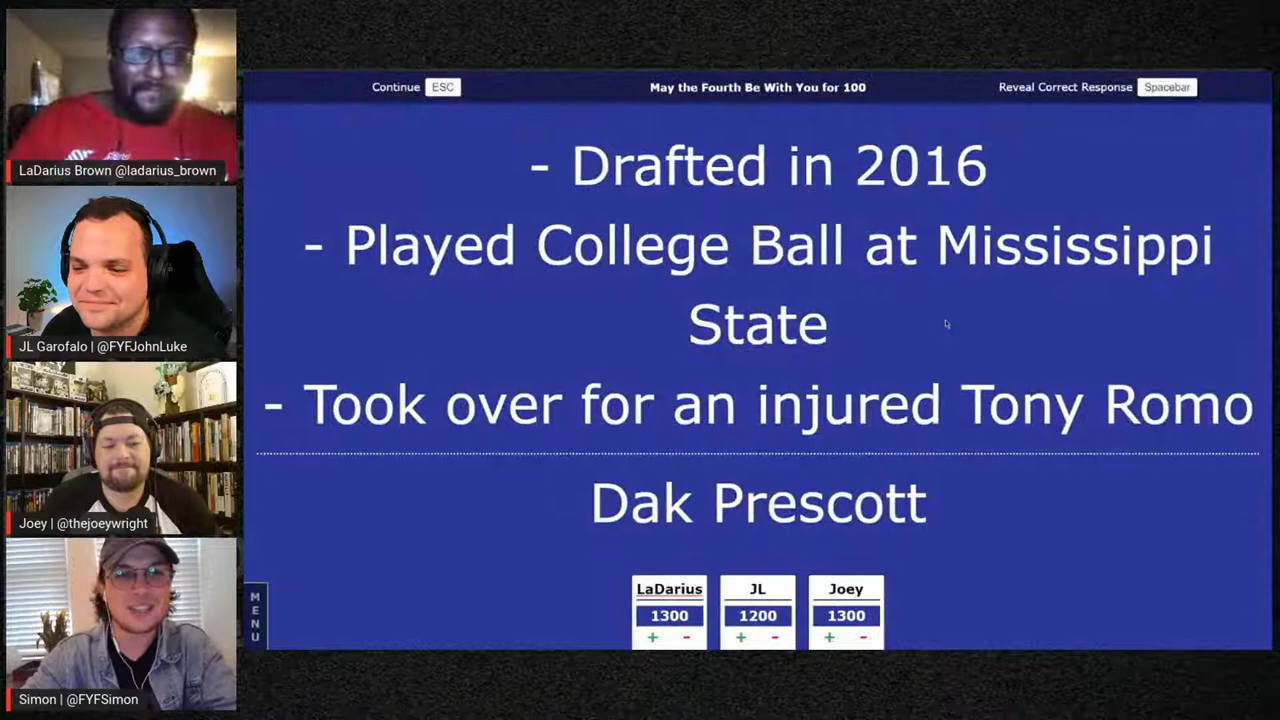 LaDarius Brown @ladarius_brown
JL Garofalo | @FYFJohnLuke
Joey | @thejoeywright
Simon | @FYFSimon
Continue ESC
May the Fourth Be With You for 100
Reveal Correct Response Spacebar
- Drafted in 2016
- Played College Ball at Mississippi
State
- Took over for an injured Tony Romo
Dak Prescott
MENU
LaDarius JL Joey
1300 1200 1300
+ - + - + -